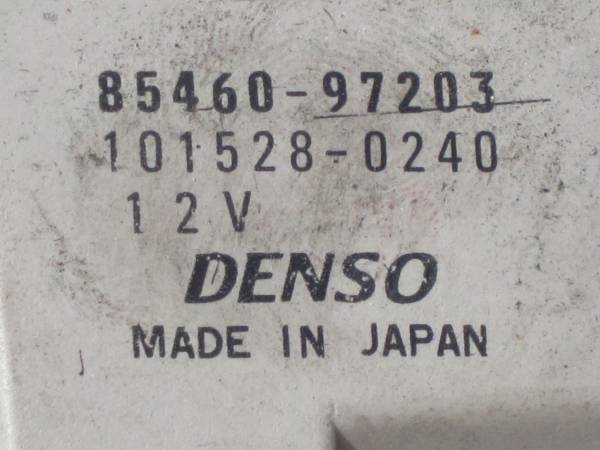 85460-97203
101528-0240
12V
DENSO
MADE IN JAPAN